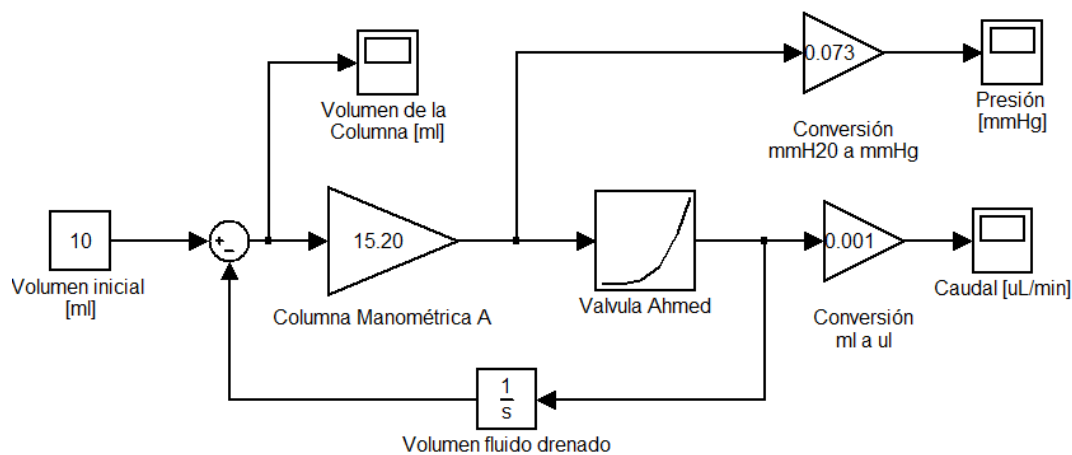 0.073
Presión
[mmHg]
Volumen de la
Columna [ml]
Conversión
mmH20 a mmHg
10
+
−
15.20
0.001
Volumen inicial
[ml]
Columna Manométrica A
Valvula Ahmed
Caudal [uL/min]
Conversión
ml a ul
1
s
Volumen fluido drenado